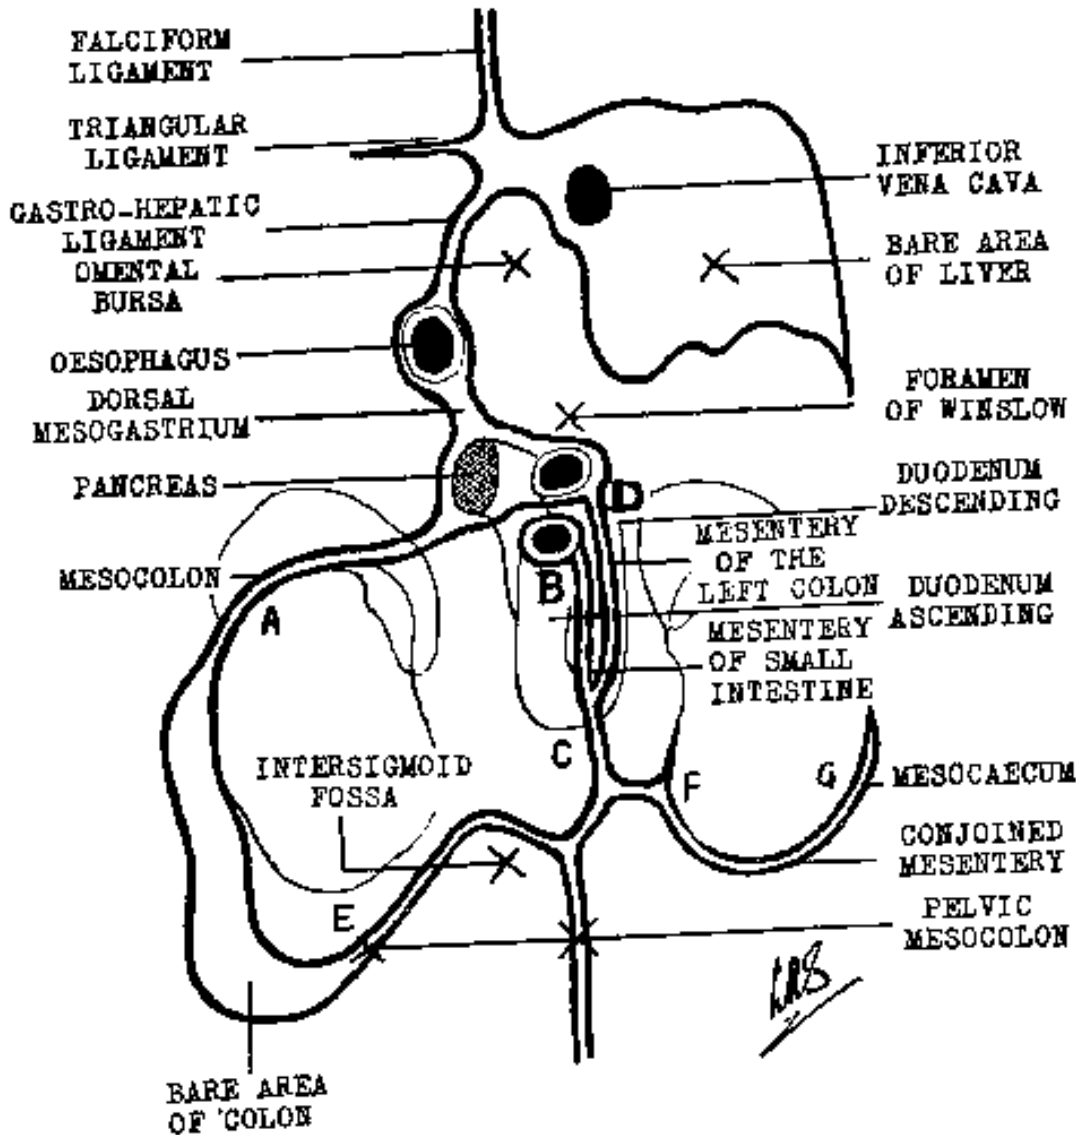 FALCIFORM
LIGAMENT
TRIANGULAR
LIGAMENT
GASTRO-HEPATIC
LIGAMENT
OMENTAL
BURSA
OESOPHAGUS
DORSAL
MESOGASTRIUM
PANCREAS
MESOCOLON
A
INTERSIGMOID
FOSSA
E
BARE AREA
OF COLON
INFERIOR
VENA CAVA
BARE AREA
OF LIVER
FORAMEN
OF WINSLOW
D
DUODENUM
DESCENDING
MESENTERY
OF THE
LEFT COLON
B
DUODENUM
ASCENDING
MESENTERY
OF SMALL
INTESTINE
C
F
G
MESOCAECUM
CONJOINED
MESENTERY
PELVIC
MESOCOLON